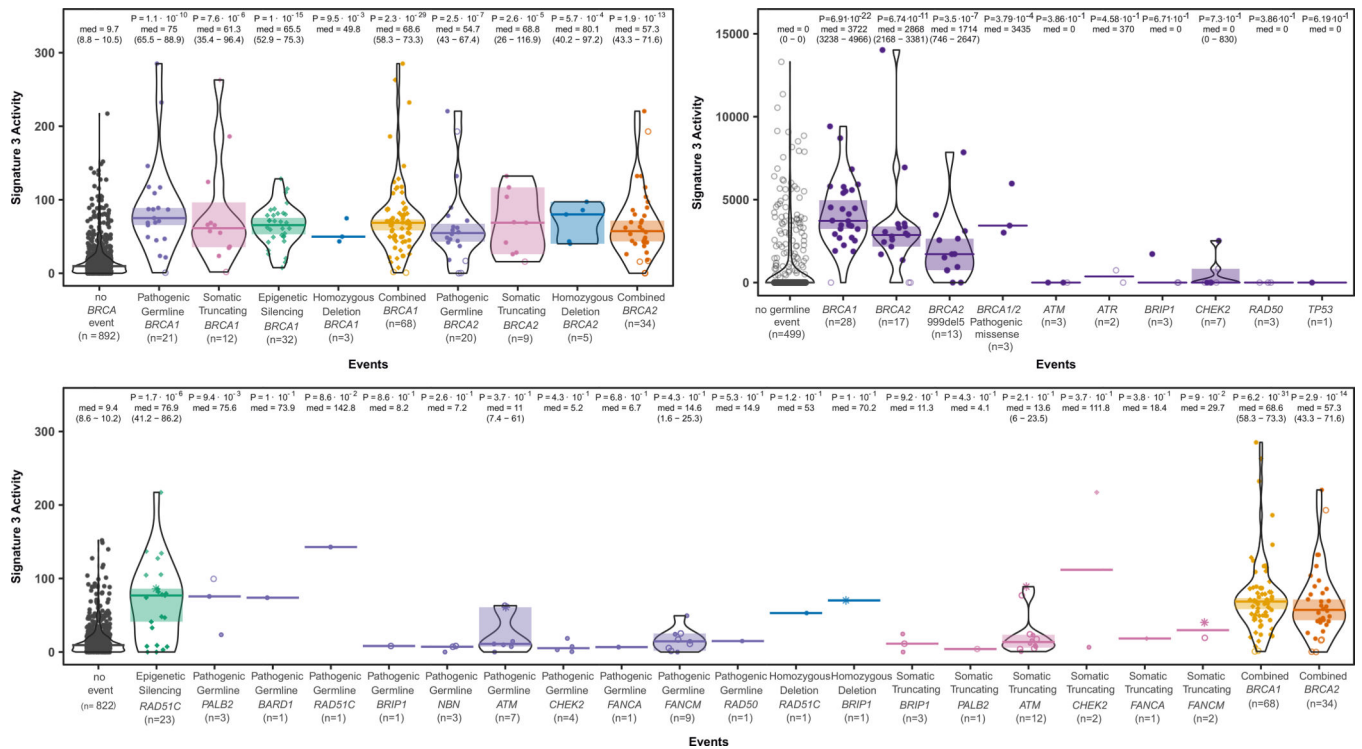 P = 1.1 · 10⁻¹⁰ P = 7.6 · 10⁻⁶ P = 1 · 10⁻¹⁵ P = 9.5 · 10⁻³ P = 2.3 · 10⁻²⁹ P = 2.5 · 10⁻⁷ P = 2.6 · 10⁻⁵ P = 5.7 · 10⁻⁴ P = 1.9 · 10⁻¹³
med = 9.7 med = 75 med = 61.3 med = 65.5 med = 49.8 med = 68.6 med = 54.7 med = 68.8 med = 80.1 med = 57.3
(8.8 − 10.5) (65.5 − 88.9) (35.4 − 96.4) (52.9 − 75.3) (58.3 − 73.3) (43 − 67.4) (26 − 116.9) (40.2 − 97.2) (43.3 − 71.6)
300
200
100
0
Signature 3 Activity
no Pathogenic Somatic Epigenetic Homozygous Combined Pathogenic Somatic Homozygous Combined
BRCA Germline Truncating Silencing Deletion BRCA1 Germline Truncating Deletion BRCA2
event BRCA1 BRCA1 BRCA1 BRCA1 (n=68) BRCA2 BRCA2 BRCA2 (n=34)
(n = 892) (n=21) (n=12) (n=32) (n=3) (n=20) (n=9) (n=5)
Events
P=6.91·10⁻²² P=6.74·10⁻¹¹ P=3.5·10⁻⁷ P=3.79·10⁻⁴ P=3.86·10⁻¹ P=4.58·10⁻¹ P=6.71·10⁻¹ P=7.3·10⁻¹ P=3.86·10⁻¹ P=6.19·10⁻¹
med = 0 med = 3722 med = 2868 med = 1714 med = 3435 med = 0 med = 370 med = 0 med = 0 med = 0 med = 0
(0 − 0) (3238 − 4966) (2168 − 3381) (746 − 2647) (0 − 830)
15000
10000
5000
0
Signature 3 Activity
no germline BRCA1 BRCA2 BRCA2 BRCA1/2 ATM ATR BRIP1 CHEK2 RAD50 TP53
event (n=28) (n=17) 999del5 Pathogenic (n=3) (n=2) (n=3) (n=7) (n=3) (n=1)
(n=499) (n=13) missense
(n=3)
Events
P = 1.7 · 10⁻⁶ P = 9.4 · 10⁻³ P = 1 · 10⁻¹ P = 8.6 · 10⁻² P = 8.6 · 10⁻¹ P = 2.6 · 10⁻¹ P = 3.7 · 10⁻¹ P = 4.3 · 10⁻¹ P = 6.8 · 10⁻¹ P = 4.3 · 10⁻¹ P = 5.3 · 10⁻¹ P = 1.2 · 10⁻¹ P = 1 · 10⁻¹ P = 9.2 · 10⁻¹ P = 4.3 · 10⁻¹ P = 2.1 · 10⁻¹ P = 3.7 · 10⁻¹ P = 3.8 · 10⁻¹ P = 9 · 10⁻² P = 6.2 · 10⁻³¹ P = 2.9 · 10⁻¹⁴
med = 9.4 med = 76.9 med = 75.6 med = 73.9 med = 142.8 med = 8.2 med = 7.2 med = 11 med = 5.2 med = 6.7 med = 14.6 med = 14.9 med = 53 med = 70.2 med = 11.3 med = 4.1 med = 13.6 med = 111.8 med = 18.4 med = 29.7 med = 68.6 med = 57.3
(8.6 − 10.2) (41.2 − 86.2) (7.4 − 61) (1.6 − 25.3) (6 − 23.5) (58.3 − 73.3) (43.3 − 71.6)
300
200
100
0
Signature 3 Activity
no Epigenetic Pathogenic Pathogenic Pathogenic Pathogenic Pathogenic Pathogenic Pathogenic Pathogenic Pathogenic Pathogenic Homozygous Homozygous Somatic Somatic Somatic Somatic Somatic Somatic Combined Combined
event Silencing Germline Germline Germline Germline Germline Germline Germline Germline Germline Germline Deletion Deletion Truncating Truncating Truncating Truncating Truncating Truncating BRCA1 BRCA2
(n= 822) RAD51C PALB2 BARD1 RAD51C BRIP1 NBN ATM CHEK2 FANCA FANCM RAD50 RAD51C BRIP1 BRIP1 PALB2 ATM CHEK2 FANCA FANCM (n=68) (n=34)
(n=23) (n=3) (n=1) (n=1) (n=1) (n=3) (n=7) (n=4) (n=1) (n=9) (n=1) (n=1) (n=1) (n=3) (n=1) (n=12) (n=2) (n=1) (n=2)
Events